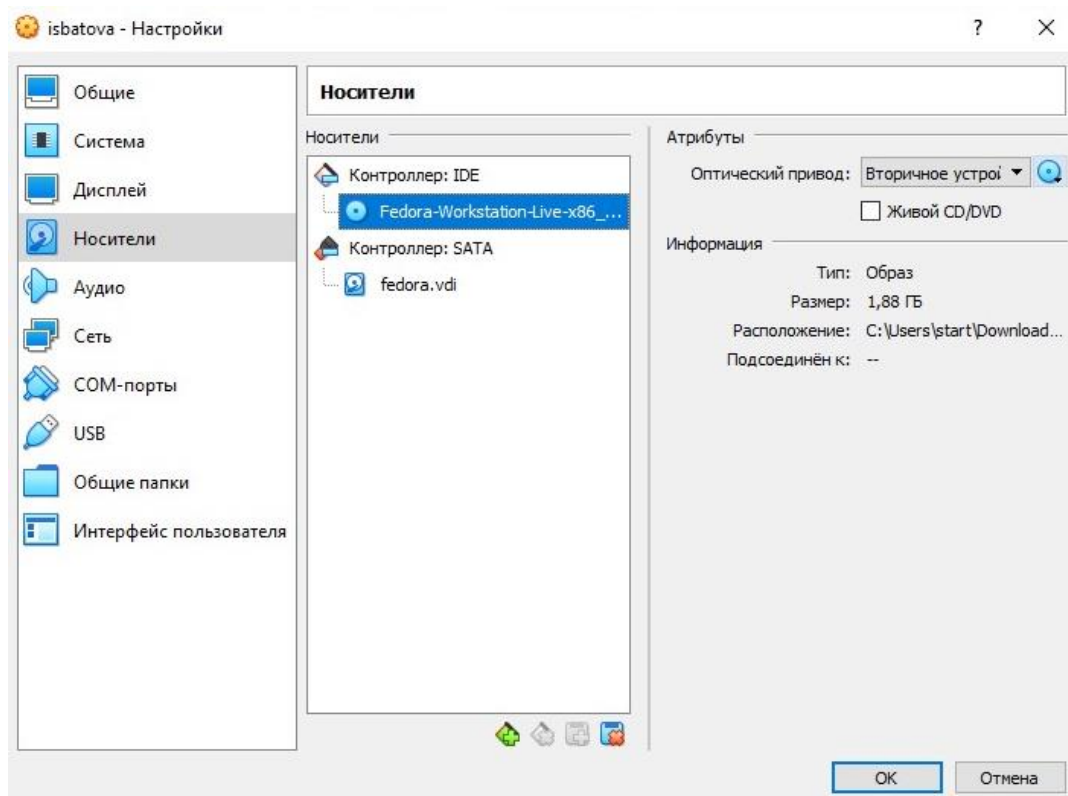 isbatova - Настройки
?
Общие
Система
Дисплей
Носители
Аудио
Сеть
COM-порты
USB
Общие папки
Интерфейс пользователя
Носители
Носители
Контроллер: IDE
Fedora-Workstation-Live-x86_...
Контроллер: SATA
fedora.vdi
Атрибуты
Оптический привод: Вторичное устрой
Живой CD/DVD
Информация
Тип: Образ
Размер: 1,88 ГБ
Расположение: C:\Users\start\Download...
Подсоединён к: --
OK Отмена